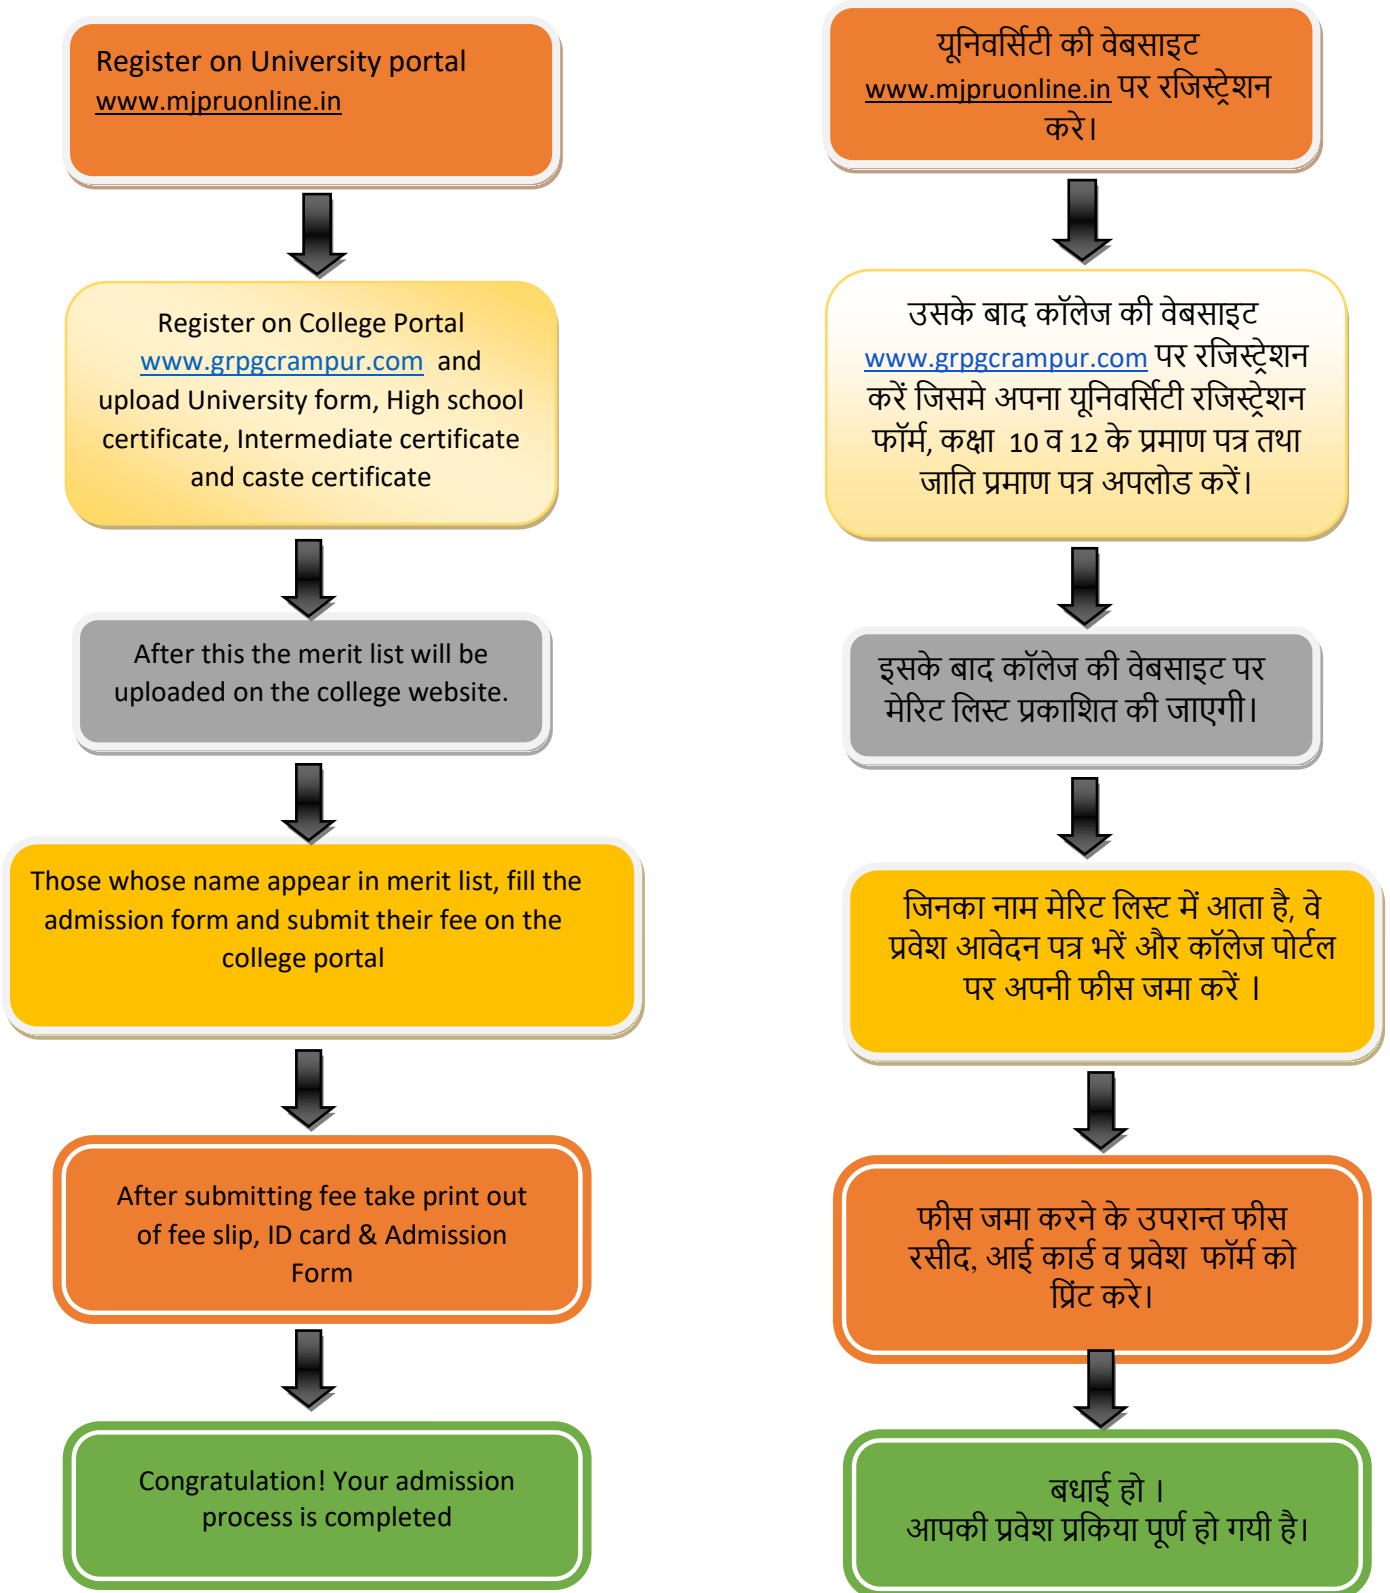 Register on University portal
www.mjpruonline.in
Register on College Portal
www.grpgcrampur.com and
upload University form, High school
certificate, Intermediate certificate
and caste certificate
After this the merit list will be
uploaded on the college website.
Those whose name appear in merit list, fill the
admission form and submit their fee on the
college portal
After submitting fee take print out
of fee slip, ID card & Admission
Form
Congratulation! Your admission
process is completed
यूनिवर्सिटी की वेबसाइट
www.mjpruonline.in पर रजिस्ट्रेशन
करे।
उसके बाद कॉलेज की वेबसाइट
www.grpgcrampur.com पर रजिस्ट्रेशन
करें जिसमे अपना यूनिवर्सिटी रजिस्ट्रेशन
फॉर्म, कक्षा 10 व 12 के प्रमाण पत्र तथा
जाति प्रमाण पत्र अपलोड करें।
इसके बाद कॉलेज की वेबसाइट पर
मेरिट लिस्ट प्रकाशित की जाएगी।
जिनका नाम मेरिट लिस्ट में आता है, वे
प्रवेश आवेदन पत्र भरें और कॉलेज पोर्टल
पर अपनी फीस जमा करें ।
फीस जमा करने के उपरान्त फीस
रसीद, आई कार्ड व प्रवेश फॉर्म को
प्रिंट करे।
बधाई हो ।
आपकी प्रवेश प्रकिया पूर्ण हो गयी है।